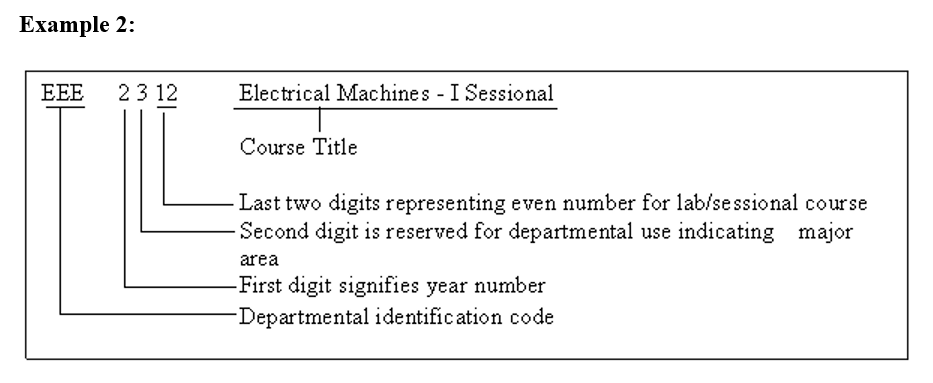 Example 2:
EEE 2 3 12 Electrical Machines - I Sessional
Course Title
Last two digits representing even number for lab/sessional course
Second digit is reserved for departmental use indicating major
area
First digit signifies year number
Departmental identification code